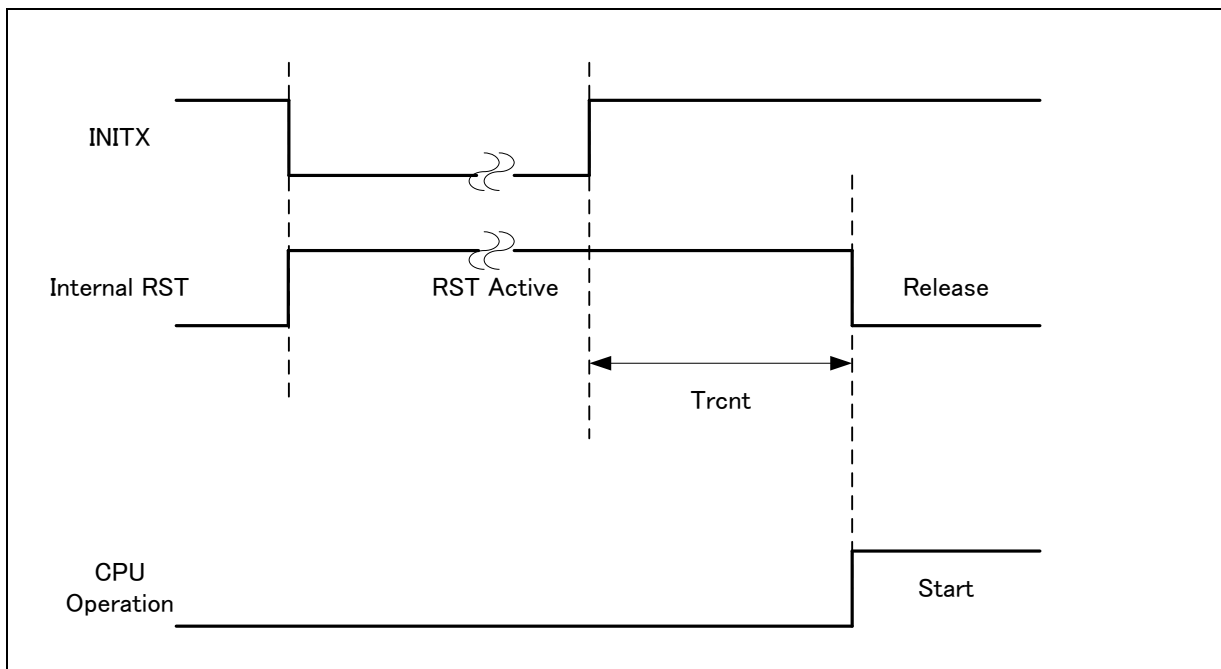 INITX
Internal RST
RST Active
Release
Trcnt
CPU
Operation
Start